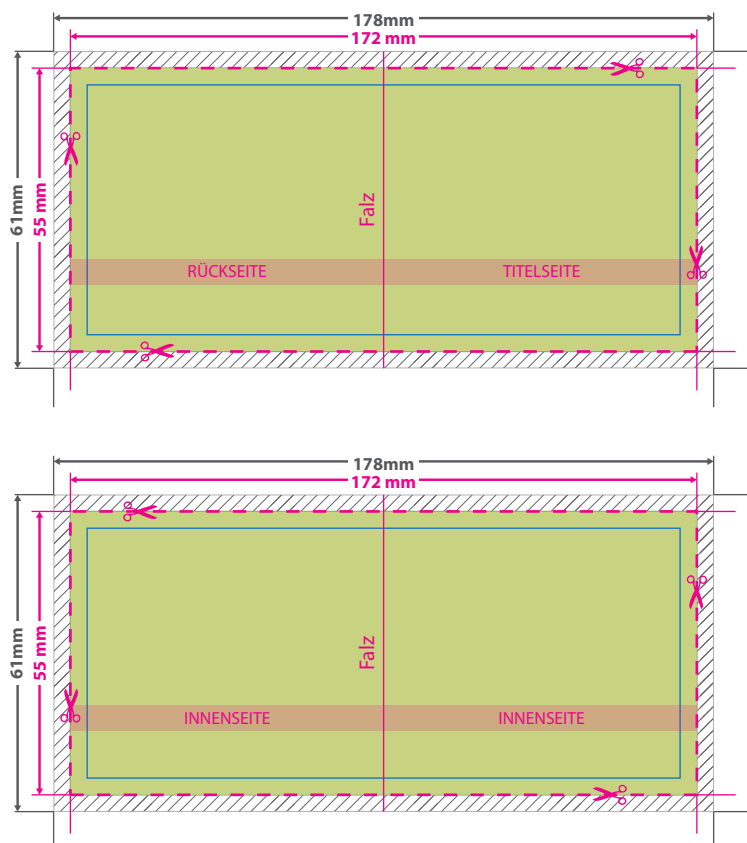 178mm
172 mm
61mm
55 mm
Falz
RÜCKSEITE
TITELSEITE
178mm
172 mm
61mm
55 mm
Falz
INNENSEITE
INNENSEITE